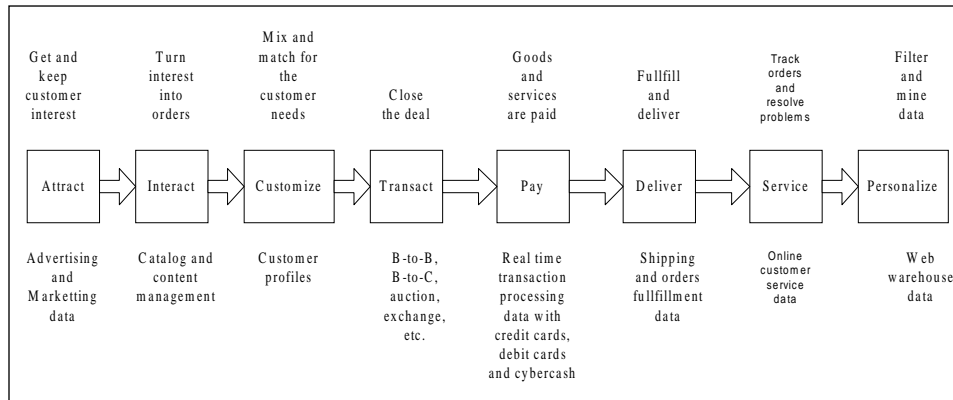 Get and
keep
customer
interest
Turn
interest
into
orders
Mix and
match for
the
customer
needs
Close
the deal
Goods
and
services
are paid
Fullfill
and
deliver
Track
orders
and
resolve
problems
Filter
and
mine
data
Attract
Interact
Customize
Transact
Pay
Deliver
Service
Personalize
Advertising
and
Marketting
data
Catalog and
content
management
Customer
profiles
B-to-B,
B-to-C,
auction,
exchange,
etc.
Real time
transaction
processing
data with
credit cards,
debit cards
and cybercash
Shipping
and orders
fullfillment
data
Online
customer
service
data
Web
warehouse
data